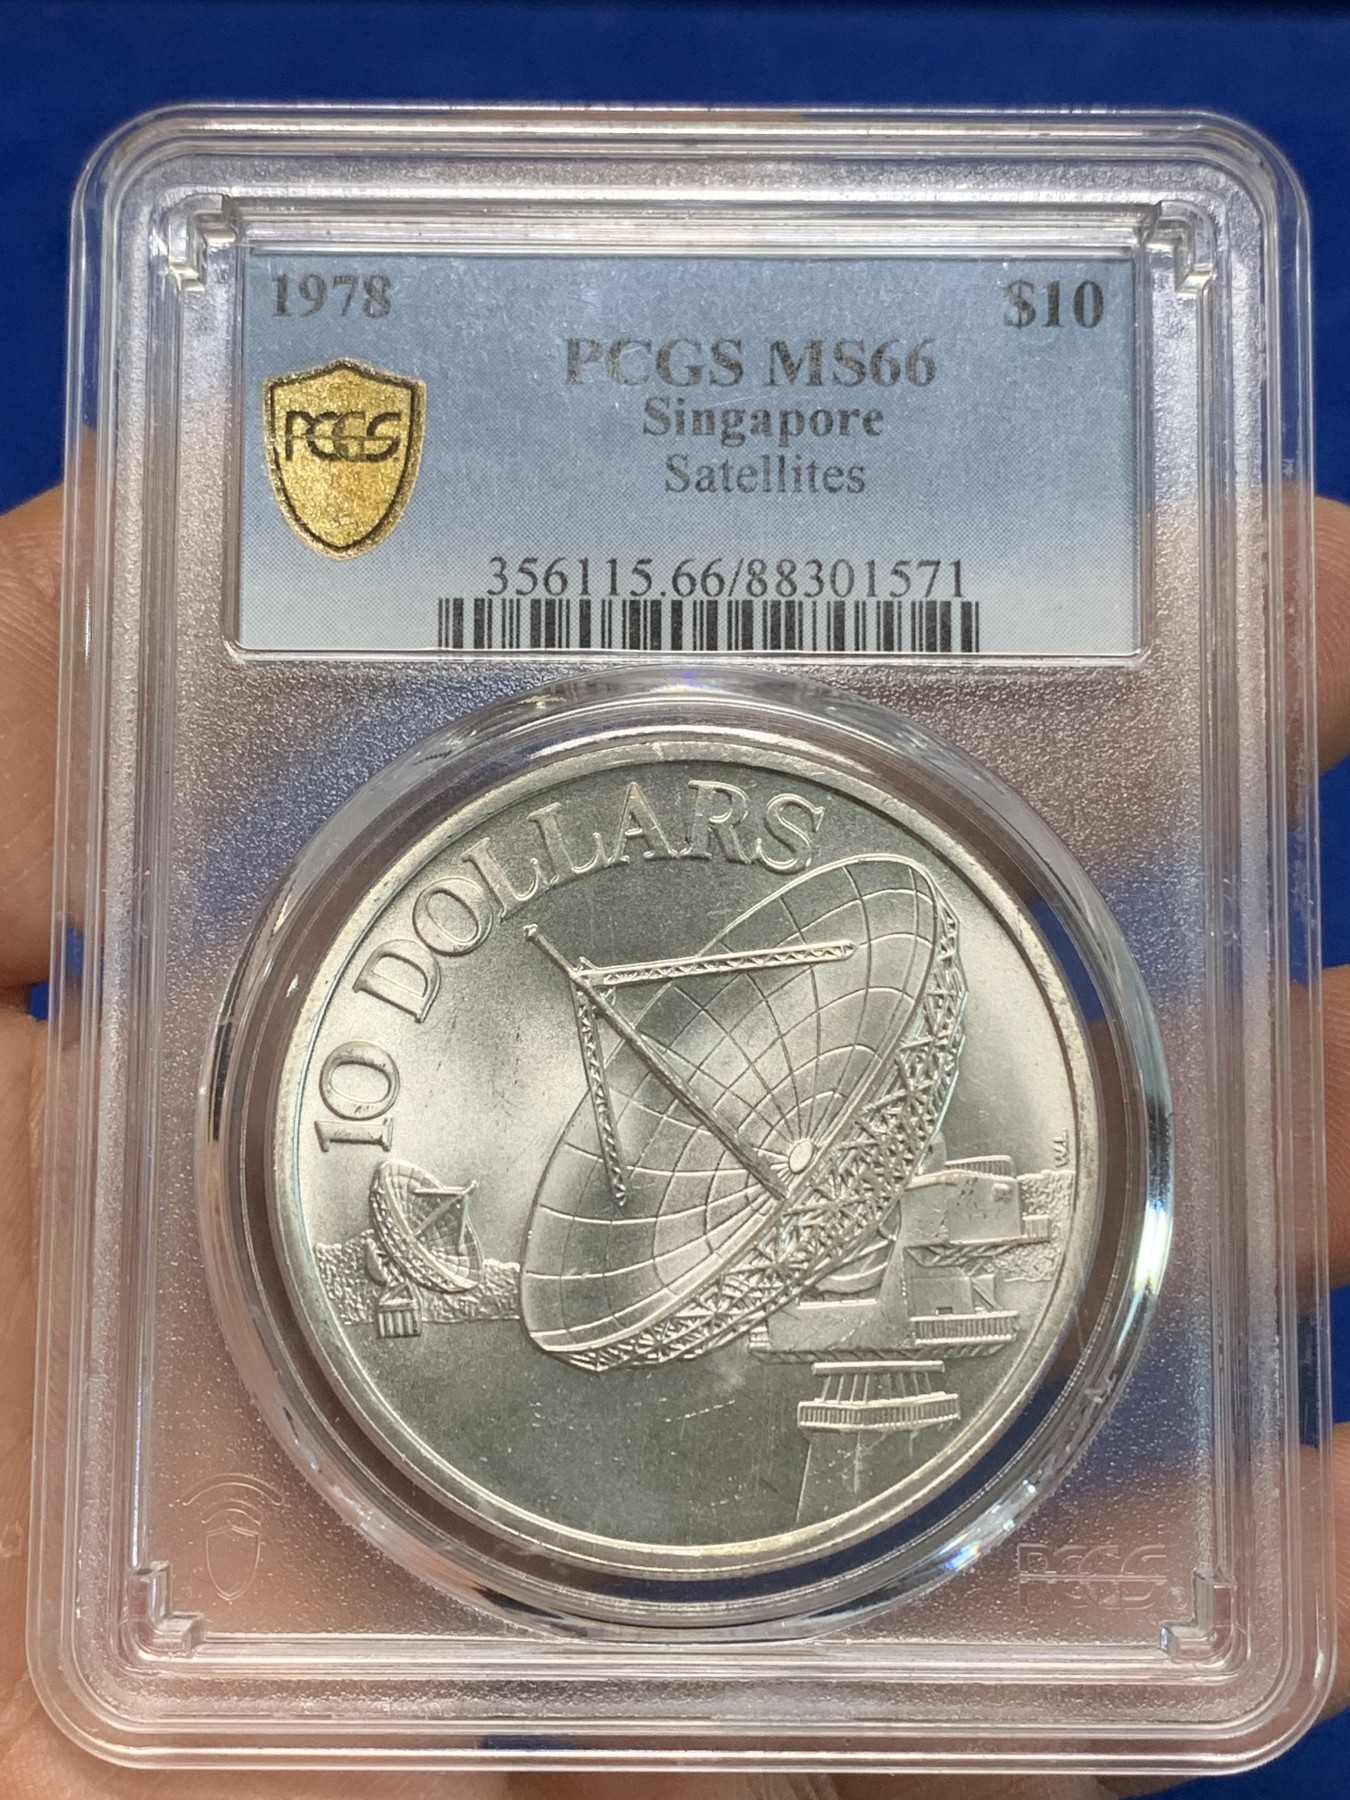 1978 $10
PCGS MS66
Singapore
PCGS
Satellites
356115.66/88301571
10 DOLLARS
PCGS